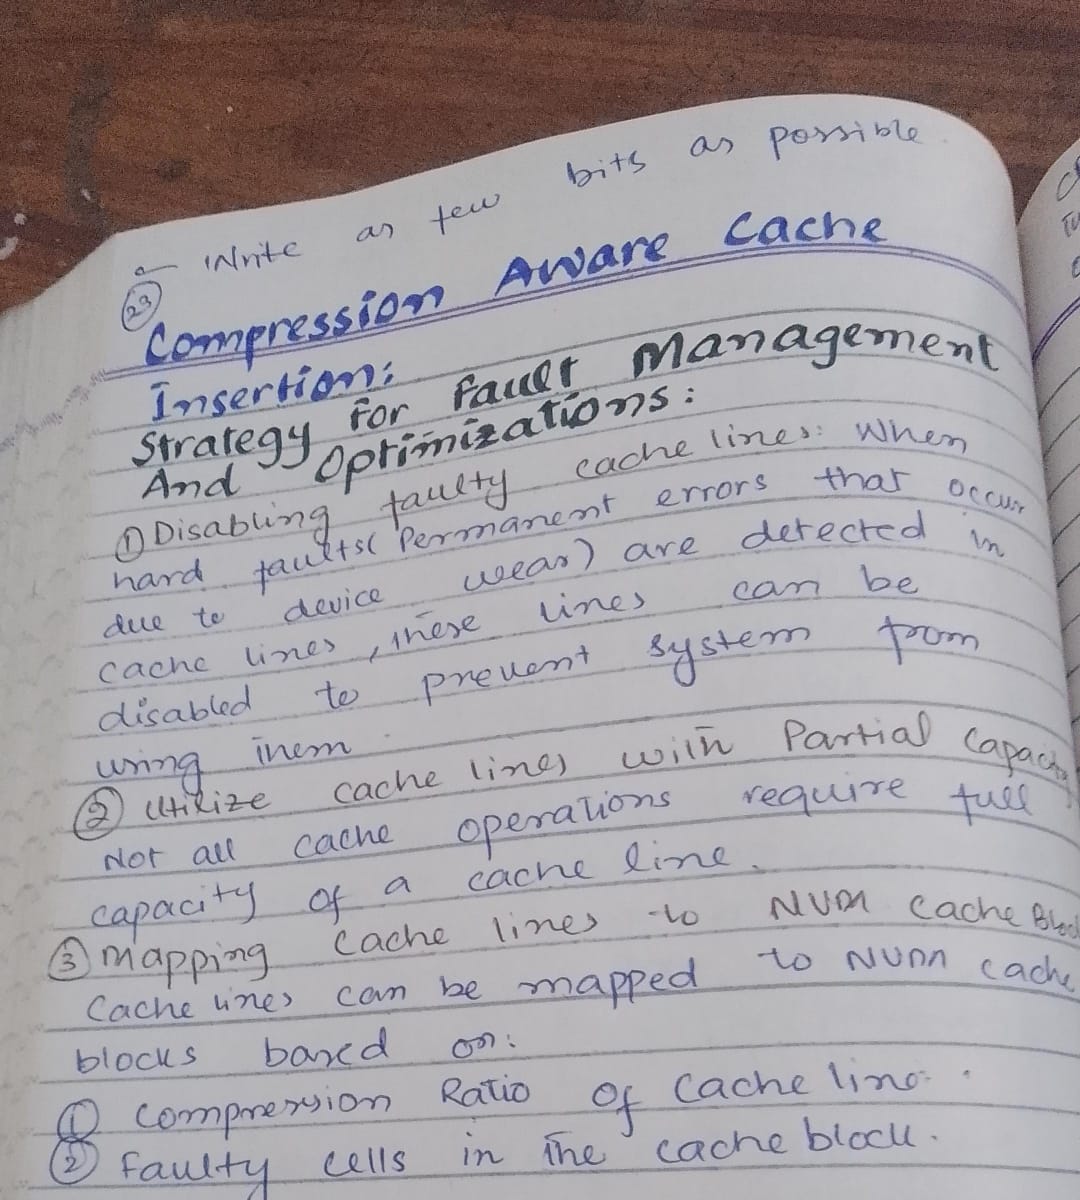 - Write as few bits as possible
23
Compression Aware Cache
Insertion:
Strategy for Fault Management
And Optimizations:
① Disabling faulty cache lines: When
hard faults( Permanent errors that occur
due to device wear) are detected in
cache lines, these lines can be
disabled to prevent system from
using them.
② Utilize cache lines with Partial Capac
Not all cache operations require full
capacity of a cache line.
③ Mapping cache lines to NVM Cache Bloc
Cache lines can be mapped to NVM cache
blocks based on:
① Compression Ratio of Cache line.
② Faulty cells in the cache block.